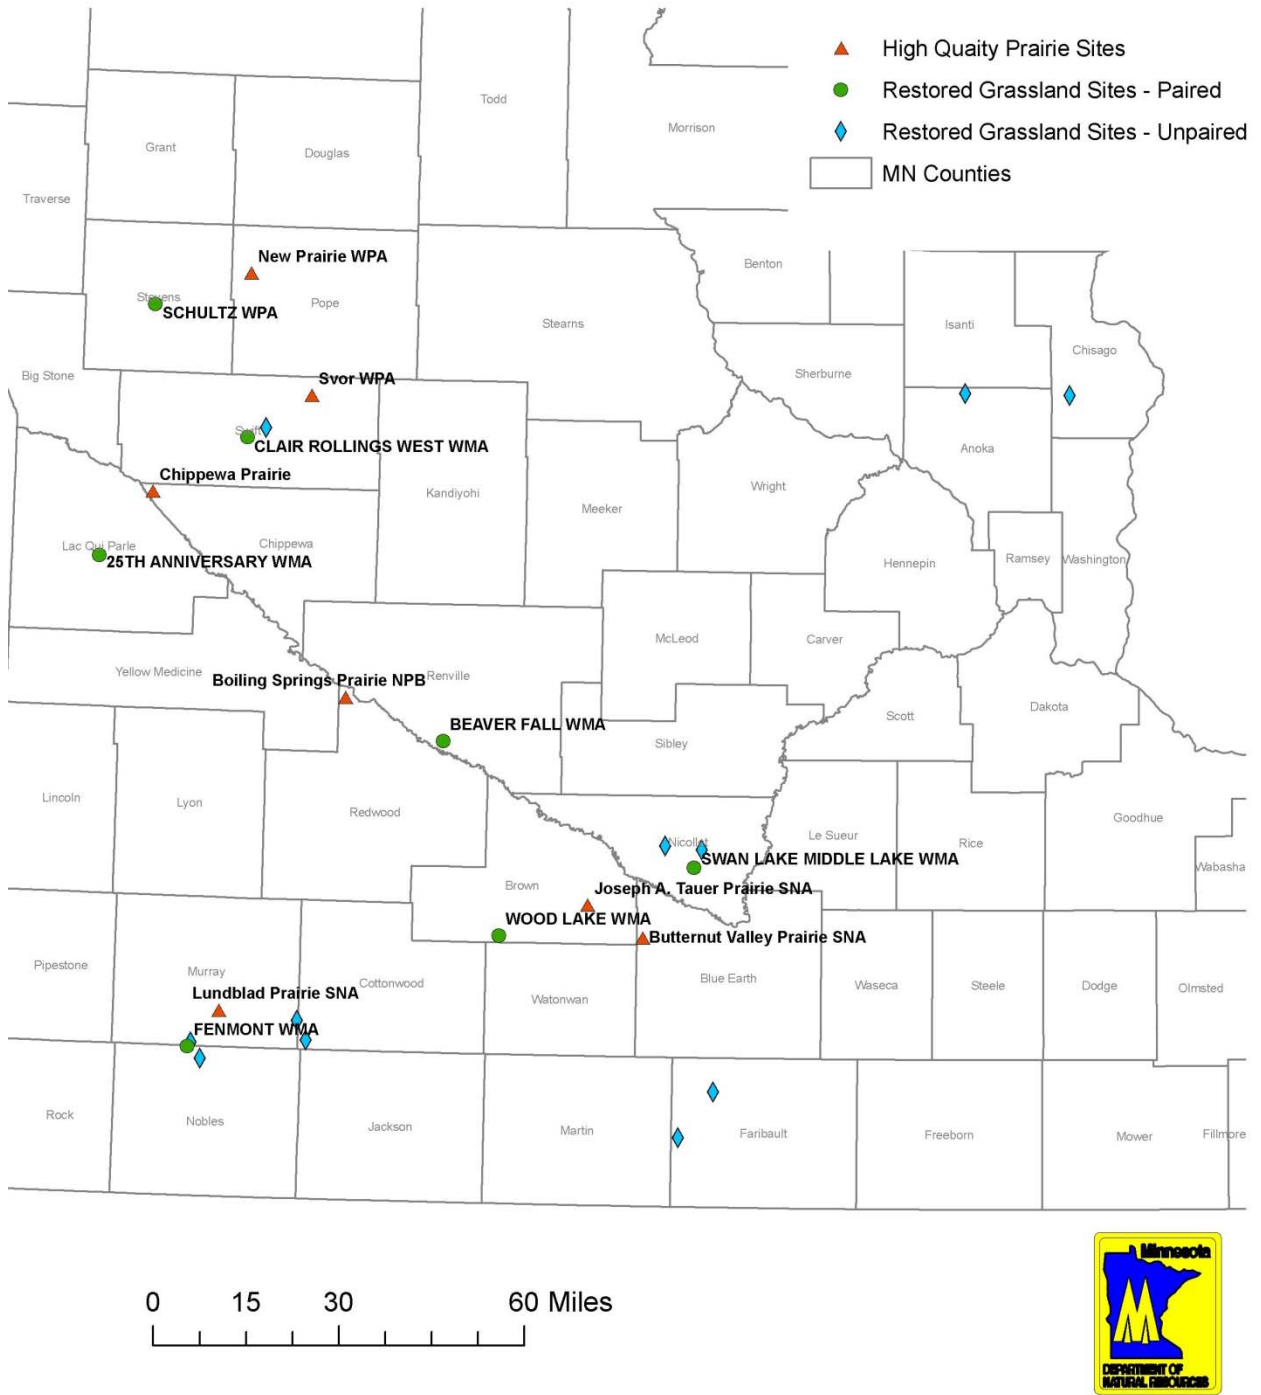 High Quaity Prairie Sites
Restored Grassland Sites - Paired
Restored Grassland Sites - Unpaired
MN Counties
Todd
Morrison
Grant
Douglas
Traverse
New Prairie WPA
Benton
Stevens
SCHULTZ WPA
Pope
Stearns
Isanti
Chisago
Big Stone
Svor WPA
Sherburne
Swift
CLAIR ROLLINGS WEST WMA
Anoka
Chippewa Prairie
Kandiyohi
Wright
Meeker
Lac Qui Parle
Chippewa
25TH ANNIVERSARY WMA
Hennepin
Ramsey
Washington
McLeod
Carver
Yellow Medicine
Boiling Springs Prairie NPB
Renville
BEAVER FALL WMA
Scott
Dakota
Sibley
Lincoln
Lyon
Redwood
Goodhue
Nicollet
Le Sueur
Rice
SWAN LAKE MIDDLE LAKE WMA
Wabasha
Brown
Joseph A. Tauer Prairie SNA
WOOD LAKE WMA
Butternut Valley Prairie SNA
Pipestone
Murray
Cottonwood
Blue Earth
Waseca
Steele
Dodge
Olmsted
Lundblad Prairie SNA
Watonwan
FENMONT WMA
Rock
Nobles
Jackson
Martin
Faribault
Freeborn
Mower
Fillmore
0 15 30 60 Miles
Minnesota
DEPARTMENT OF
NATURAL RESOURCES